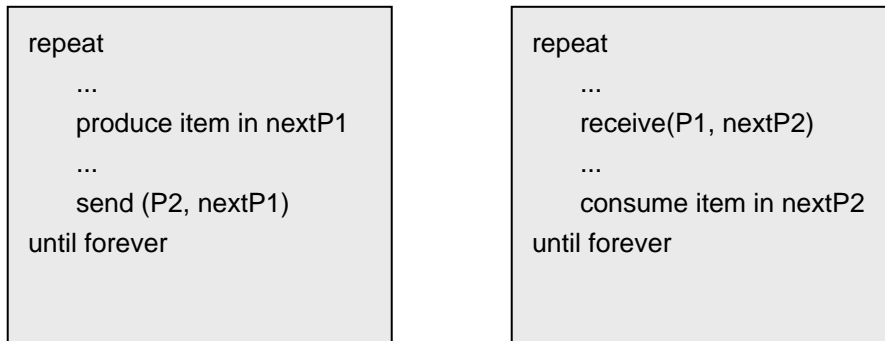 repeat
...
produce item in nextP1
...
send (P2, nextP1)
until forever
repeat
...
receive(P1, nextP2)
...
consume item in nextP2
until forever